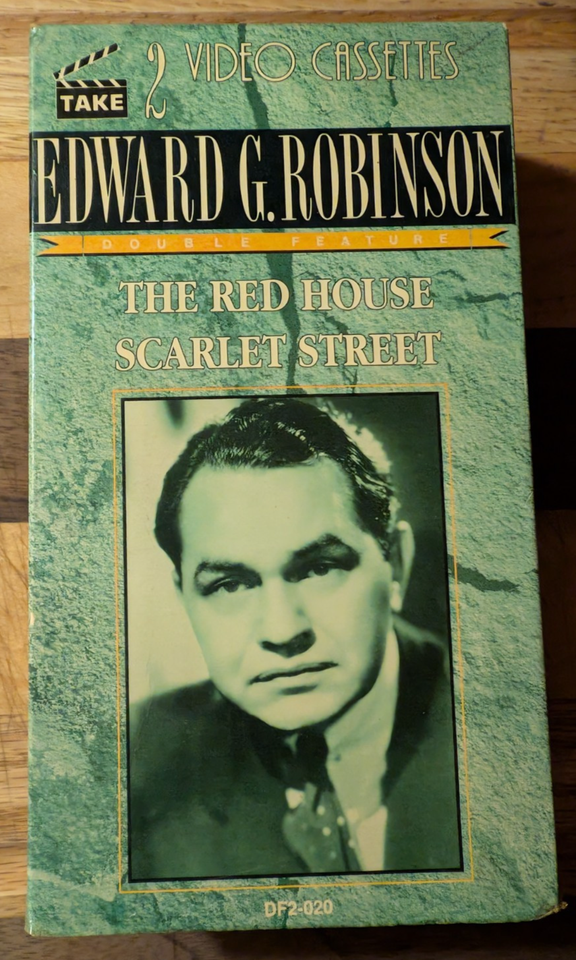 TAKE 2 VIDEO CASSETTES
EDWARD G. ROBINSON
DOUBLE FEATURE
THE RED HOUSE
SCARLET STREET
DF2-020